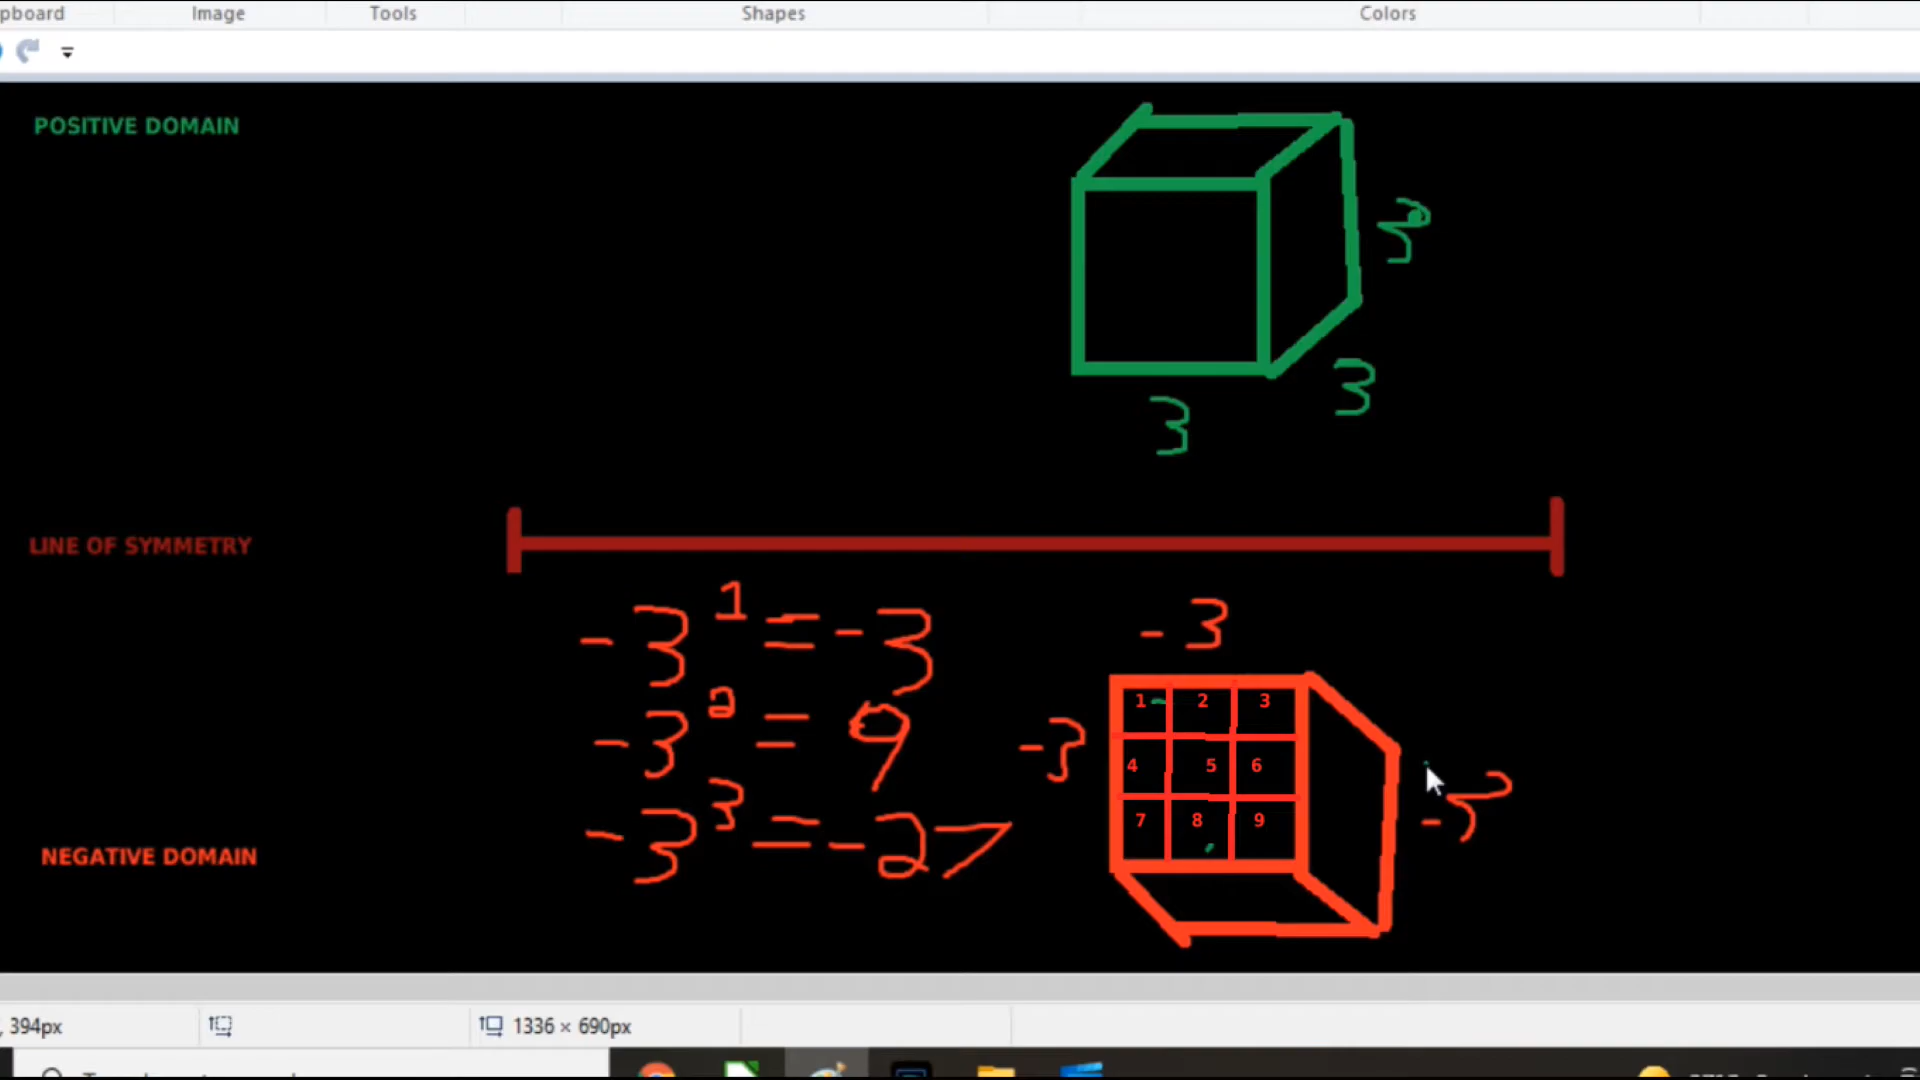 pboard Image Tools Shapes Colors
POSITIVE DOMAIN
3
3
3
LINE OF SYMMETRY
-3^1 = -3
-3
-3^2 = 9
-3
1 2 3
4 5 6
7 8 9
-3
-3^3 = -27
NEGATIVE DOMAIN
, 394px
1336 × 690px